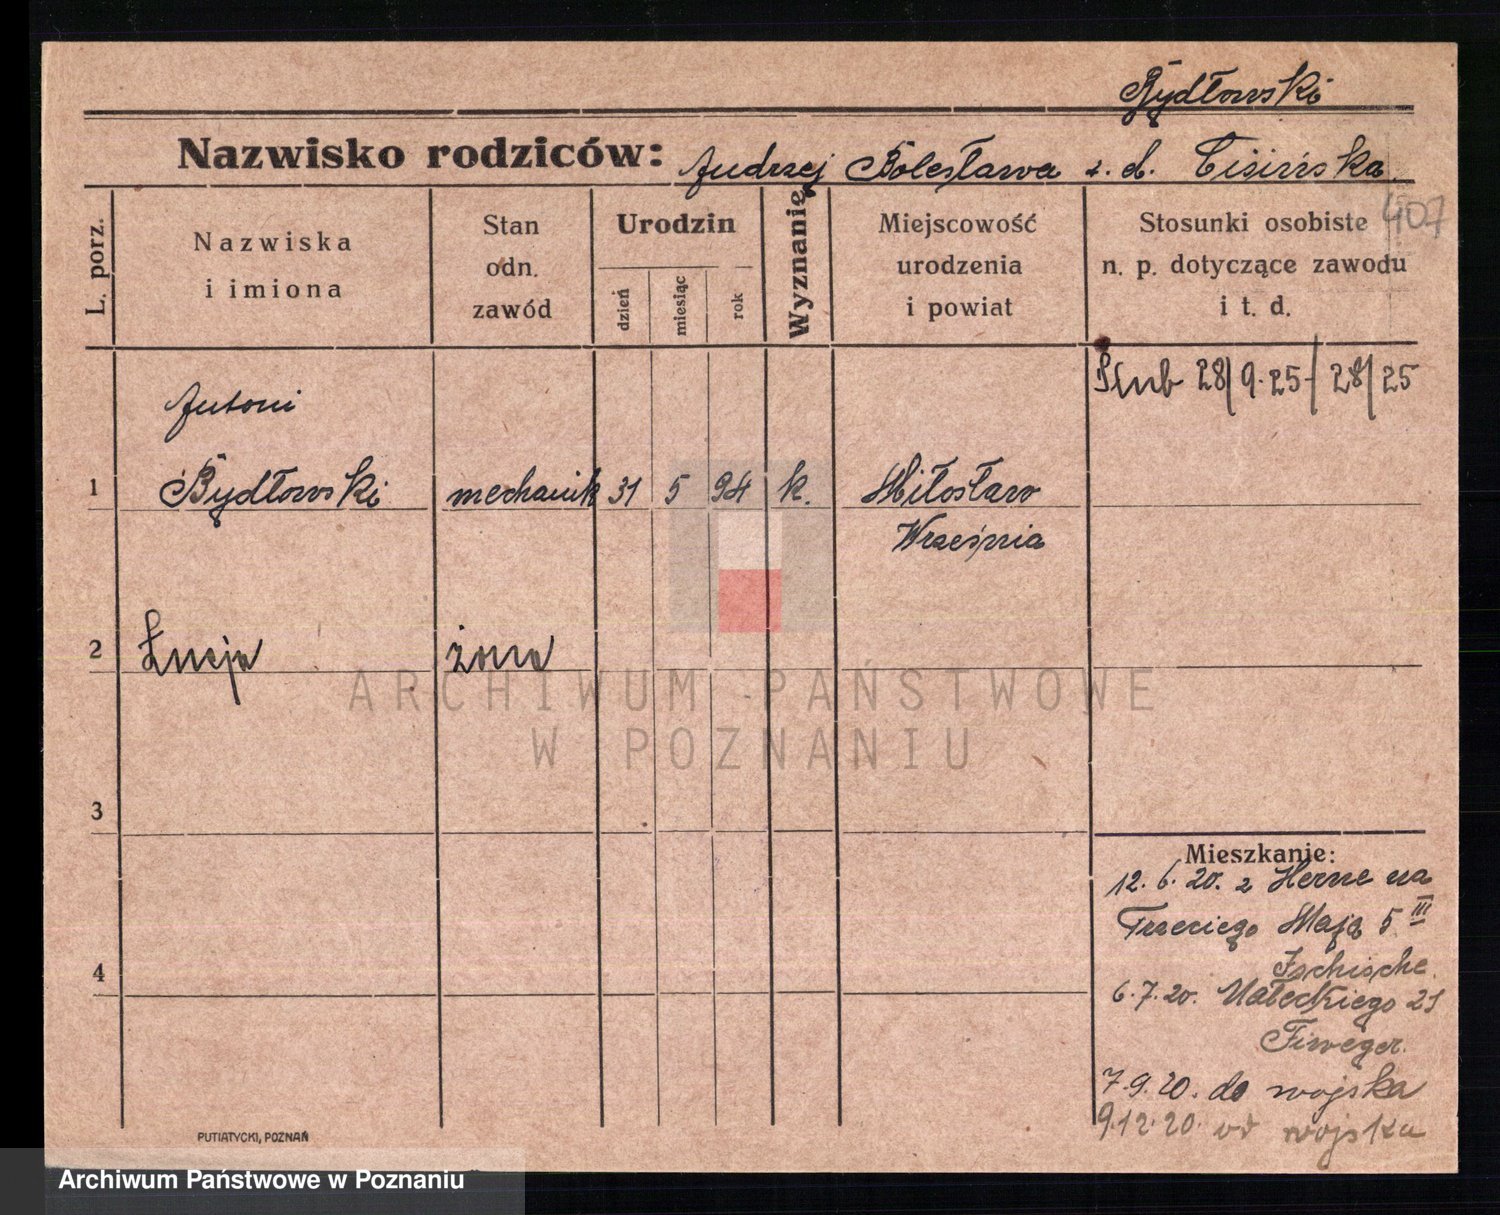 Bydłowski
Nazwisko rodziców: Andrzej Bolesława z. d. Cisińska
407
L. porz.
Nazwiska i imiona
Stan odn. zawód
Urodzin
dzień
miesiąc
rok
Wyznanie
Miejscowość urodzenia i powiat
Stosunki osobiste n. p. dotyczące zawodu i t. d.
Ślub 28/9.25-/28/25
Antoni
1 Bydłowski mechanik 31 5 94 k. Miłosław
Września
2 Łucja żona
ARCHIWUM PAŃSTWOWE
W POZNANIU
3
Mieszkanie:
12. 6. 20. z Herne na
Trzeciego Maja 5 III
Ischische.
4
6. 7. 20. Małeckiego 21
Fiweger.
7. 9. 20. do wojska
9.12.20. od wojska
PUTIATYCKI, POZNAŃ
Archiwum Państwowe w Poznaniu